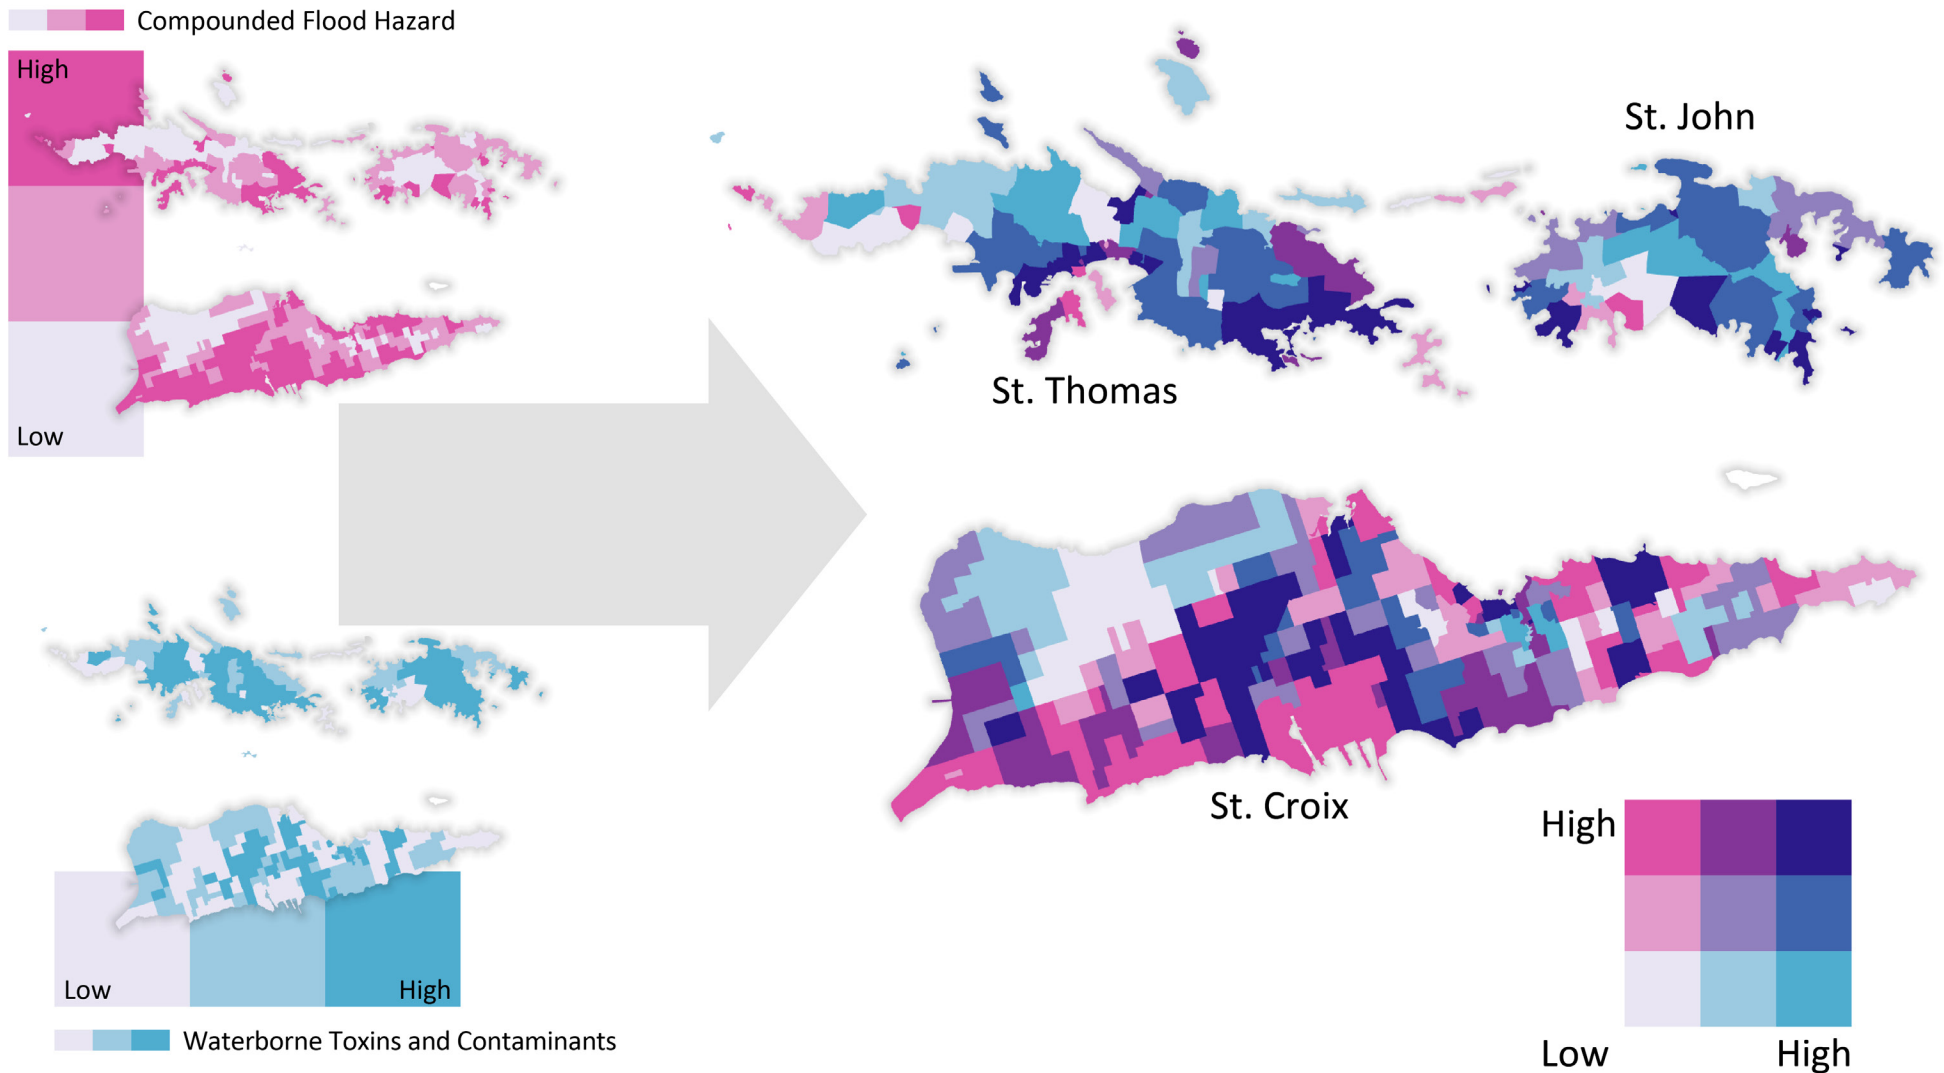 Compounded Flood Hazard
High
Low
St. John
St. Thomas
St. Croix
Low
High
Waterborne Toxins and Contaminants
High
Low
High